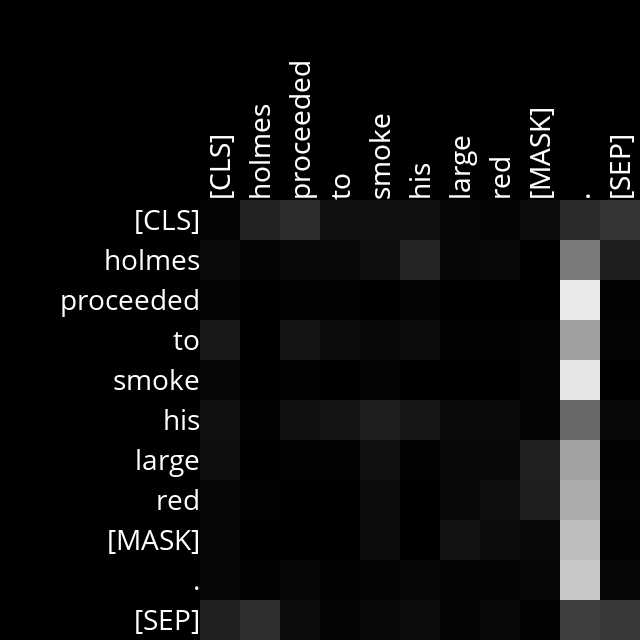 [CLS] holmes proceeded to smoke his large red [MASK] . [SEP]
[CLS]
holmes
proceeded
to
smoke
his
large
red
[MASK]
.
[SEP]